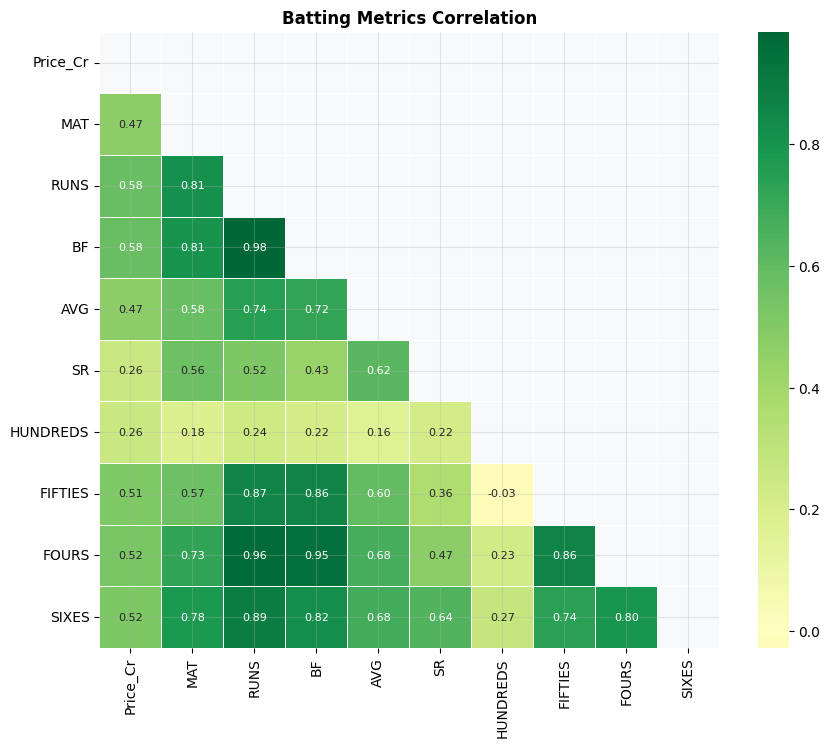 Batting Metrics Correlation
Price_Cr
MAT 0.47
RUNS 0.58 0.81
BF 0.58 0.81 0.98
AVG 0.47 0.58 0.74 0.72
SR 0.26 0.56 0.52 0.43 0.62
HUNDREDS 0.26 0.18 0.24 0.22 0.16 0.22
FIFTIES 0.51 0.57 0.87 0.86 0.60 0.36 -0.03
FOURS 0.52 0.73 0.96 0.95 0.68 0.47 0.23 0.86
SIXES 0.52 0.78 0.89 0.82 0.68 0.64 0.27 0.74 0.80
Price_Cr MAT RUNS BF AVG SR HUNDREDS FIFTIES FOURS SIXES
0.8
0.6
0.4
0.2
0.0